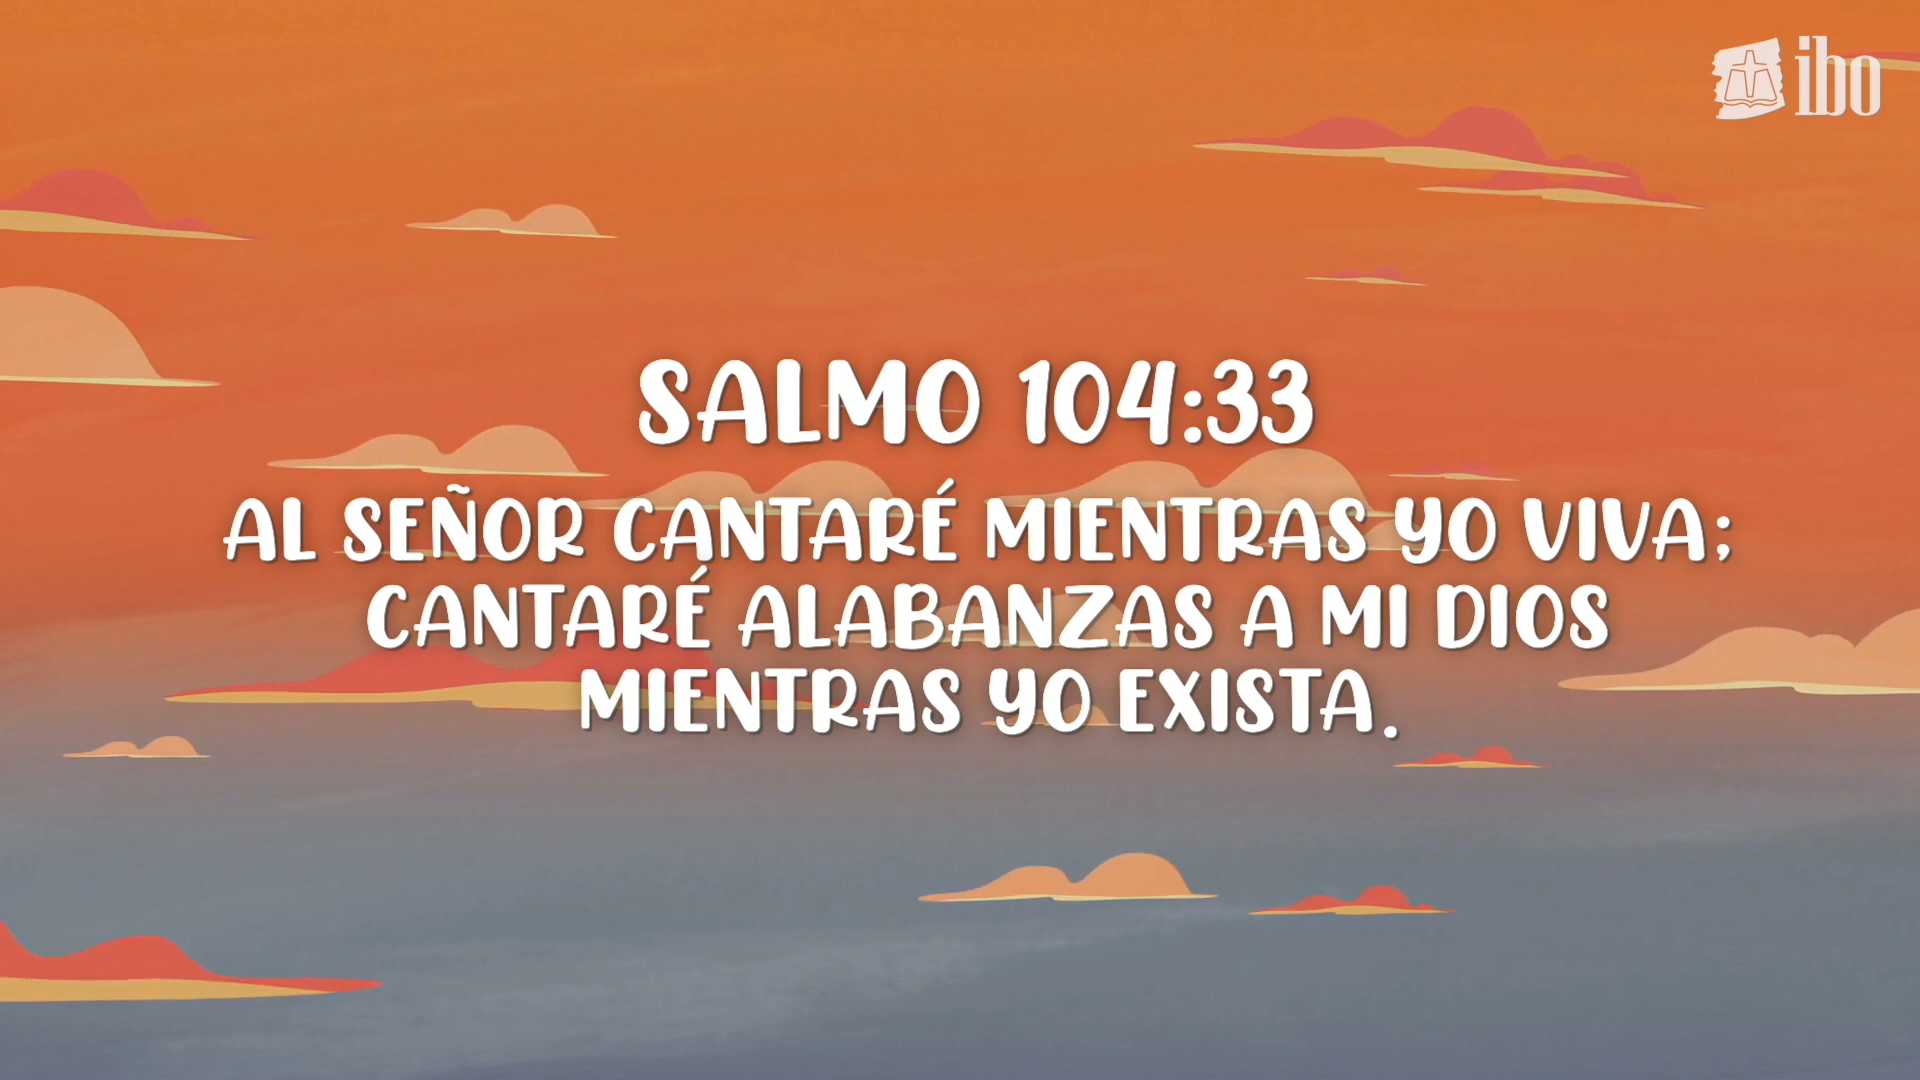 ibo
SALMO 104:33
AL SEÑOR CANTARÉ MIENTRAS YO VIVA;
CANTARÉ ALABANZAS A MI DIOS
MIENTRAS YO EXISTA.